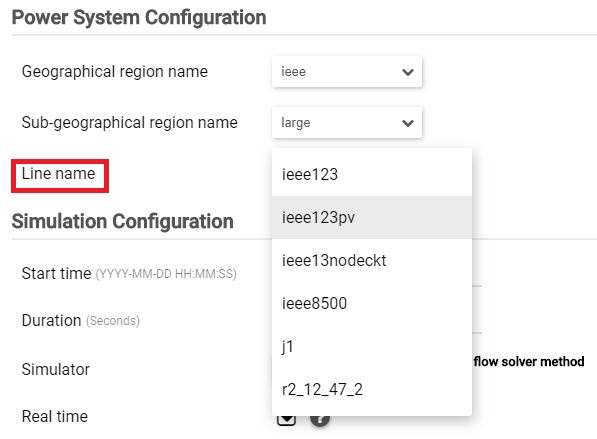 Power System Configuration
Geographical region name
ieee
Sub-geographical region name
large
Line name
ieee123
ieee123pv
ieee13nodeckt
ieee8500
j1
r2_12_47_2
Simulation Configuration
Start time (YYYY-MM-DD HH:MM:SS)
Duration (Seconds)
Simulator
flow solver method
Real time
?